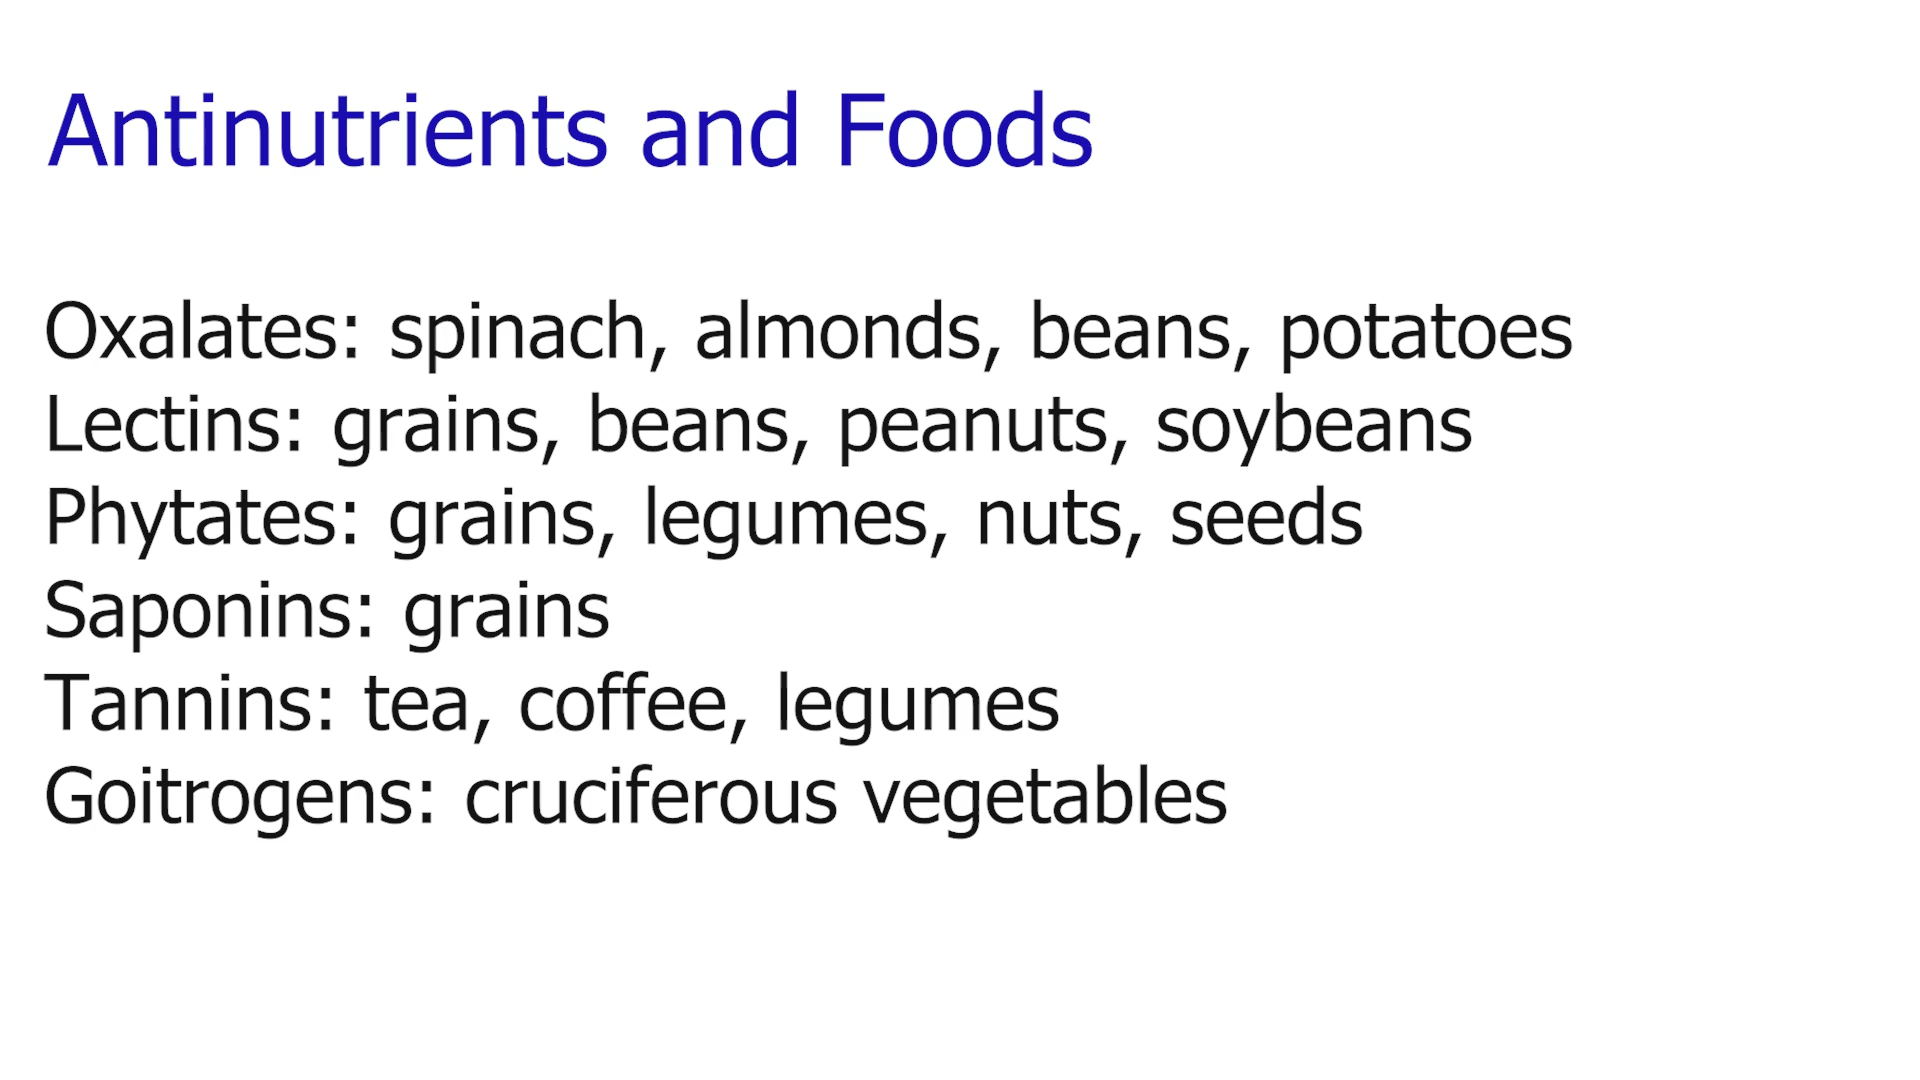 Antinutrients and Foods
Oxalates: spinach, almonds, beans, potatoes
Lectins: grains, beans, peanuts, soybeans
Phytates: grains, legumes, nuts, seeds
Saponins: grains
Tannins: tea, coffee, legumes
Goitrogens: cruciferous vegetables